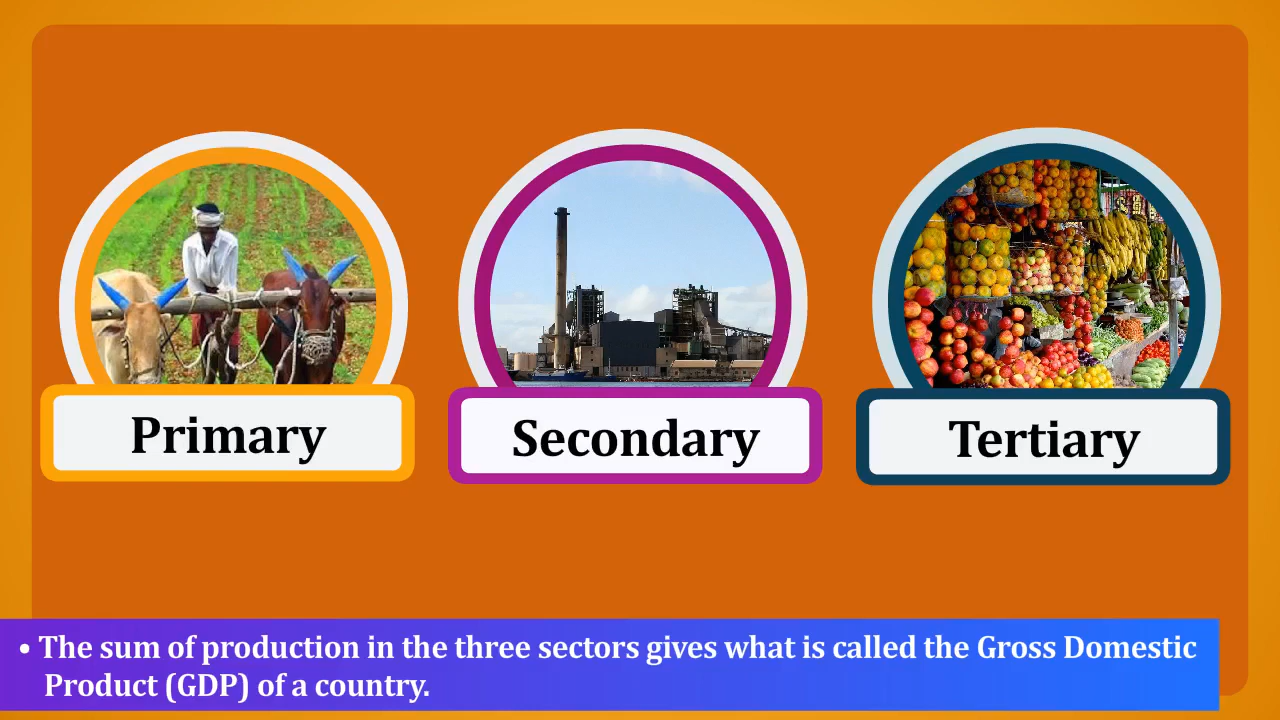 Primary
Secondary
Tertiary
• The sum of production in the three sectors gives what is called the Gross Domestic
Product (GDP) of a country.